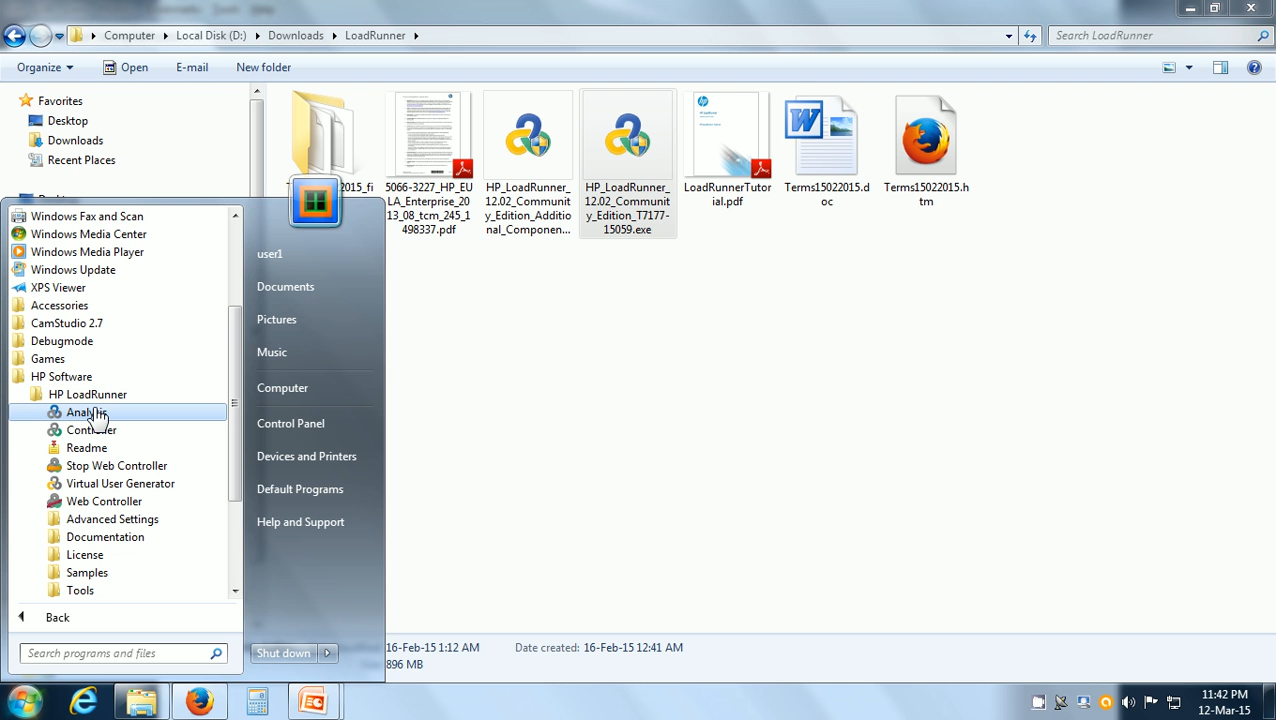 Computer
Local Disk (D:)
Downloads
LoadRunner
Search LoadRunner
Organize
Open
E-mail
New folder
Favorites
Desktop
Downloads
Recent Places
5066-3227_HP_EU
LA_Enterprise_20
13_08_tcm_245_1
498337.pdf
HP_LoadRunner_
12.02_Communit
y_Edition_Additio
nal_Componen...
HP_LoadRunner_
12.02_Communit
y_Edition_T7177-
15059.exe
LoadRunnerTutor
ial.pdf
Terms15022015.d
oc
Terms15022015.h
tm
Windows Fax and Scan
Windows Media Center
Windows Media Player
Windows Update
XPS Viewer
Accessories
CamStudio 2.7
Debugmode
Games
HP Software
HP LoadRunner
Analysis
Controller
Readme
Stop Web Controller
Virtual User Generator
Web Controller
Advanced Settings
Documentation
License
Samples
Tools
Back
Search programs and files
user1
Documents
Pictures
Music
Computer
Control Panel
Devices and Printers
Default Programs
Help and Support
Shut down
16-Feb-15 1:12 AM
Date created: 16-Feb-15 12:41 AM
896 MB
11:42 PM
12-Mar-15